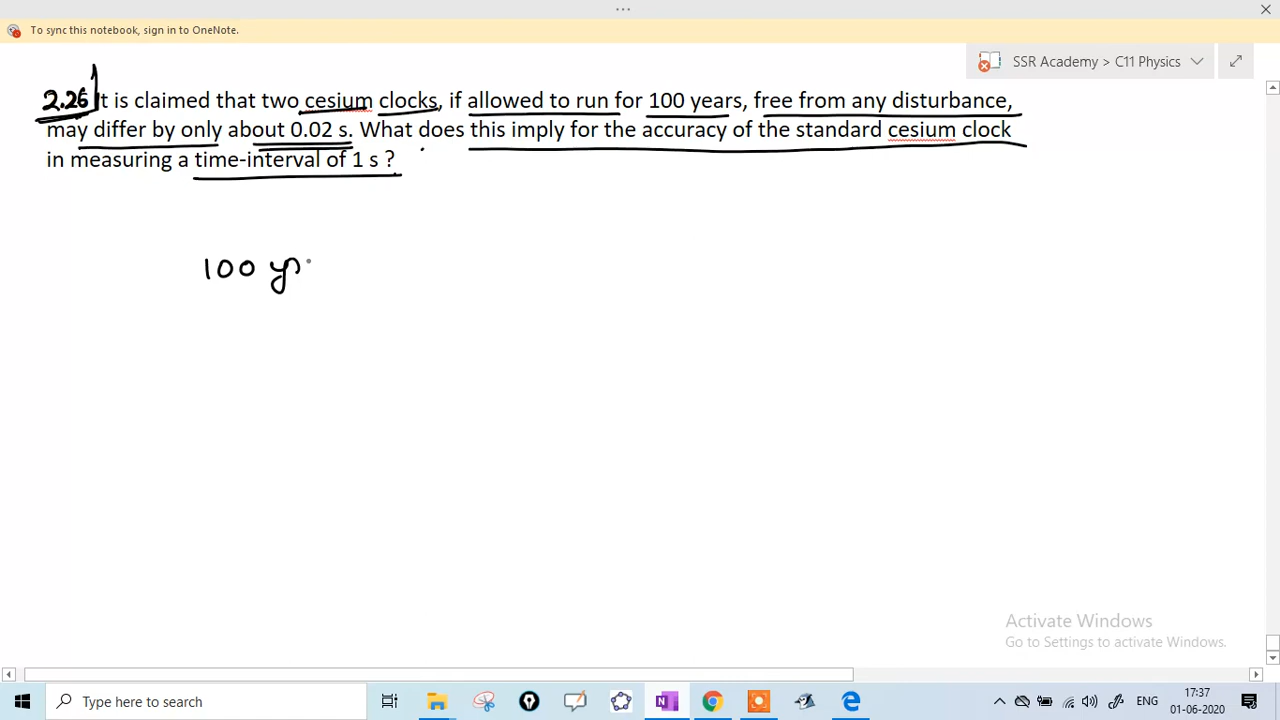 ...
To sync this notebook, sign in to OneNote.
SSR Academy > C11 Physics
2.26 It is claimed that two cesium clocks, if allowed to run for 100 years, free from any disturbance,
may differ by only about 0.02 s. What does this imply for the accuracy of the standard cesium clock
in measuring a time-interval of 1 s ?
100 yr
Activate Windows
Go to Settings to activate Windows.
Type here to search
ENG
17:37
01-06-2020